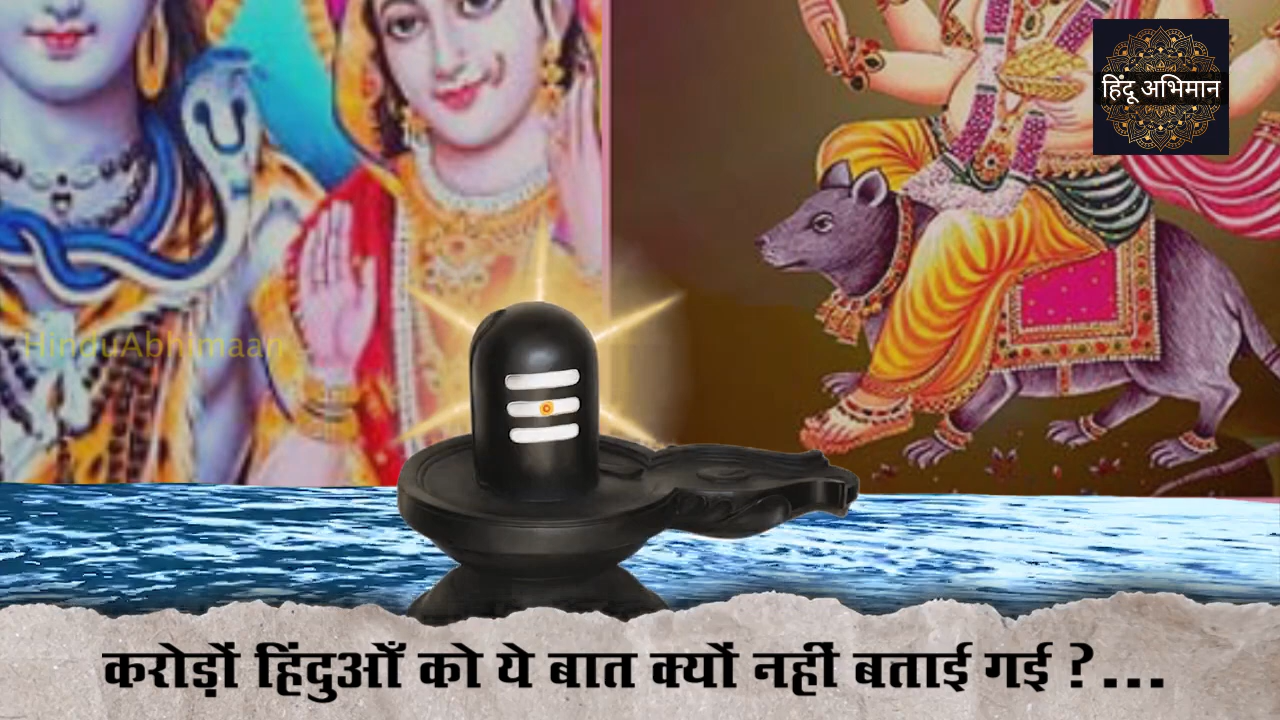 हिंदू अभिमान
HinduAbhimaan
करोड़ों हिंदुओं को ये बात क्यों नहीं बताई गई ?...